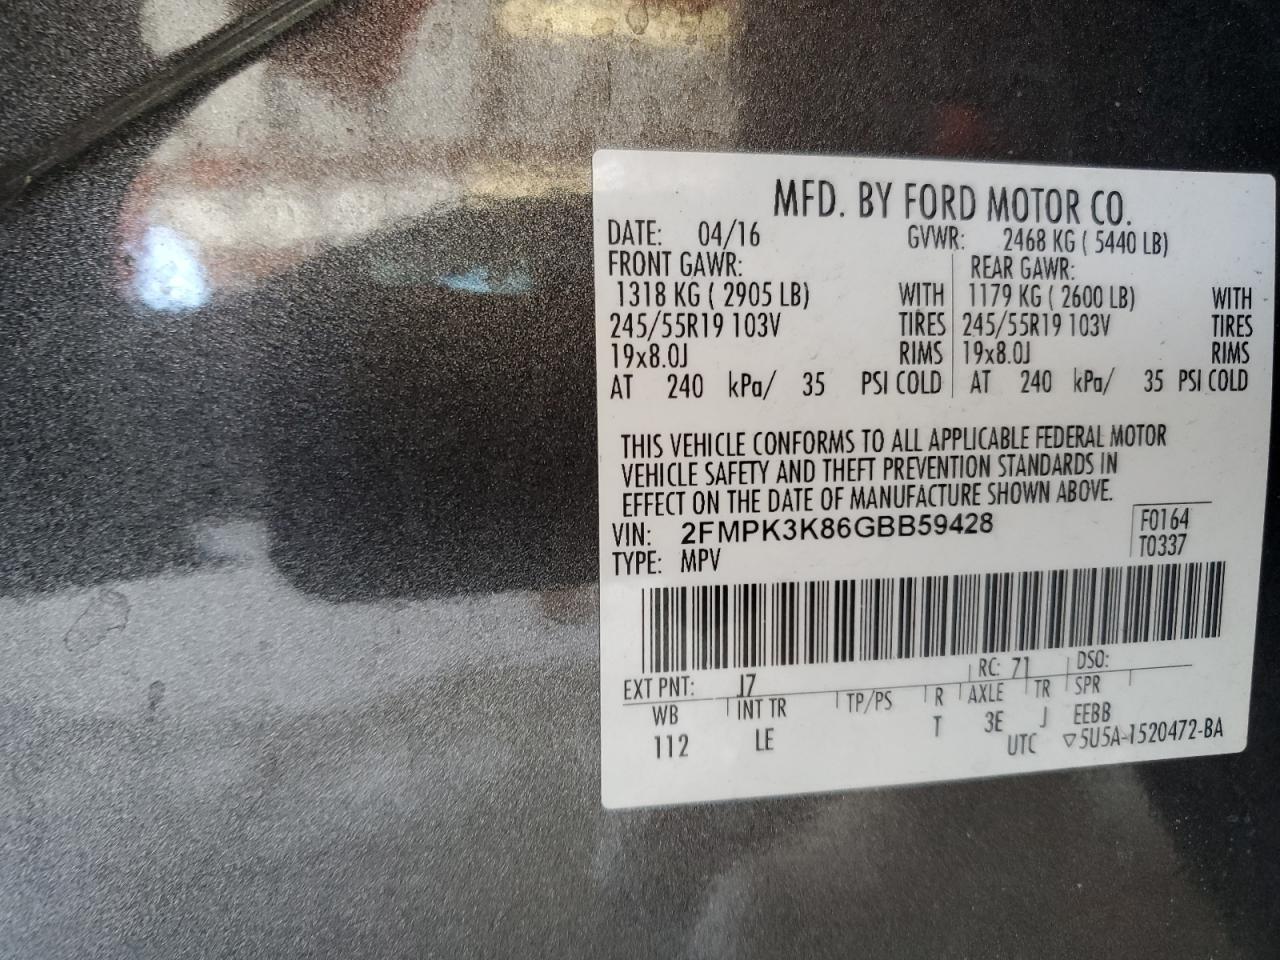 MFD. BY FORD MOTOR CO.
DATE: 04/16 GVWR: 2468 KG ( 5440 LB)
FRONT GAWR: REAR GAWR:
1318 KG ( 2905 LB) WITH 1179 KG ( 2600 LB) WITH
245/55R19 103V TIRES 245/55R19 103V TIRES
19x8.0J RIMS 19x8.0J RIMS
AT 240 kPa/ 35 PSI COLD AT 240 kPa/ 35 PSI COLD
THIS VEHICLE CONFORMS TO ALL APPLICABLE FEDERAL MOTOR
VEHICLE SAFETY AND THEFT PREVENTION STANDARDS IN
EFFECT ON THE DATE OF MANUFACTURE SHOWN ABOVE.
VIN: 2FMPK3K86GBB59428 F0164
TYPE: MPV T0337
EXT PNT: J7 RC: 71 DSO:
WB INT TR TP/PS R AXLE TR SPR
112 LE T 3E J EEBB
UTC ▽5U5A-1520472-BA